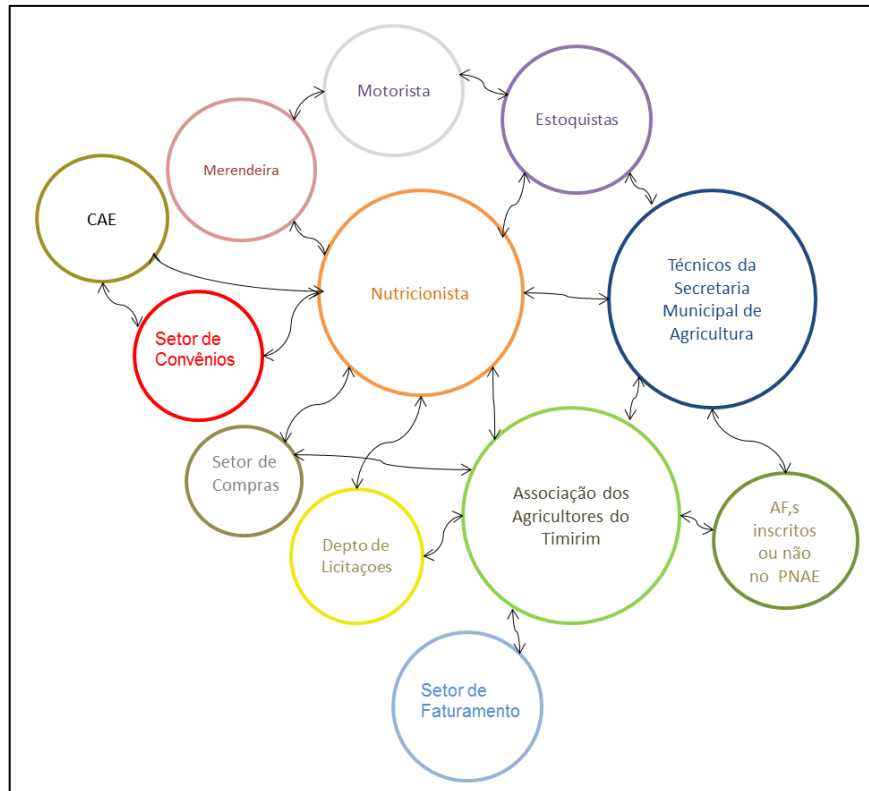 Motorista
Estoquistas
Merendeira
CAE
Nutricionista
Técnicos da
Secretaria
Municipal de
Agricultura
Setor de
Convênios
Setor de
Compras
Associação dos
Agricultores do
Timirim
Depto de
Licitaçoes
AF,s
inscritos
ou não
no PNAE
Setor de
Faturamento